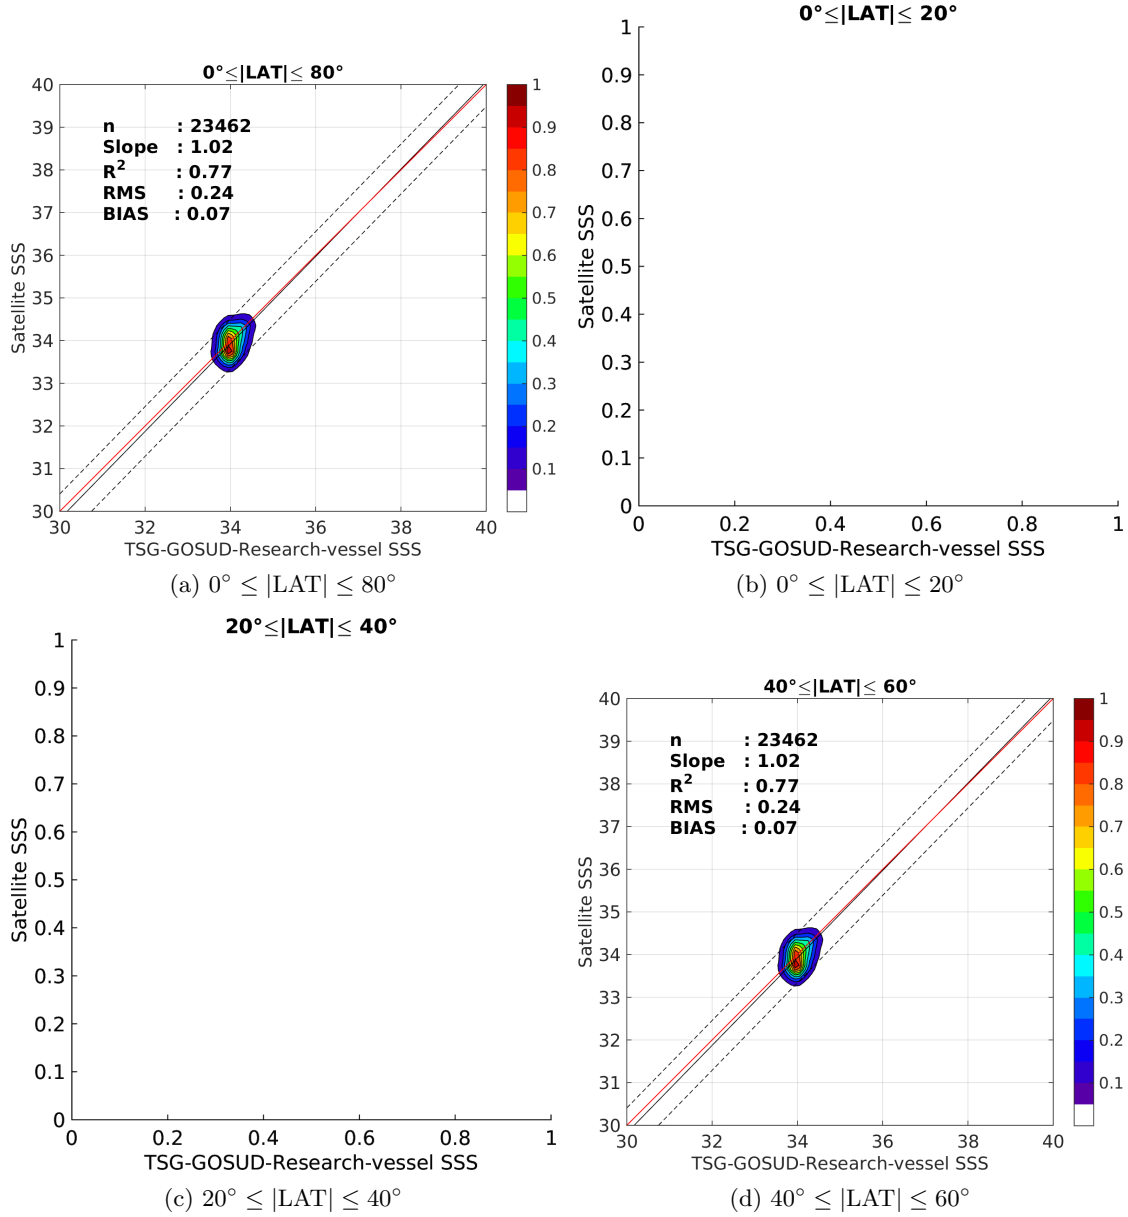 0°≤|LAT|≤ 80°
40
39
38
37
36
35
34
33
32
31
30
Satellite SSS
n : 23462
Slope : 1.02
R² : 0.77
RMS : 0.24
BIAS : 0.07
30 32 34 36 38 40
TSG-GOSUD-Research-vessel SSS
1
0.9
0.8
0.7
0.6
0.5
0.4
0.3
0.2
0.1
(a) 0° ≤ |LAT| ≤ 80°
0°≤|LAT|≤ 20°
1
0.9
0.8
0.7
0.6
0.5
0.4
0.3
0.2
0.1
0
Satellite SSS
0 0.2 0.4 0.6 0.8 1
TSG-GOSUD-Research-vessel SSS
(b) 0° ≤ |LAT| ≤ 20°
20°≤|LAT|≤ 40°
1
0.9
0.8
0.7
0.6
0.5
0.4
0.3
0.2
0.1
0
Satellite SSS
0 0.2 0.4 0.6 0.8 1
TSG-GOSUD-Research-vessel SSS
(c) 20° ≤ |LAT| ≤ 40°
40°≤|LAT|≤ 60°
40
39
38
37
36
35
34
33
32
31
30
Satellite SSS
n : 23462
Slope : 1.02
R² : 0.77
RMS : 0.24
BIAS : 0.07
30 32 34 36 38 40
TSG-GOSUD-Research-vessel SSS
1
0.9
0.8
0.7
0.6
0.5
0.4
0.3
0.2
0.1
(d) 40° ≤ |LAT| ≤ 60°